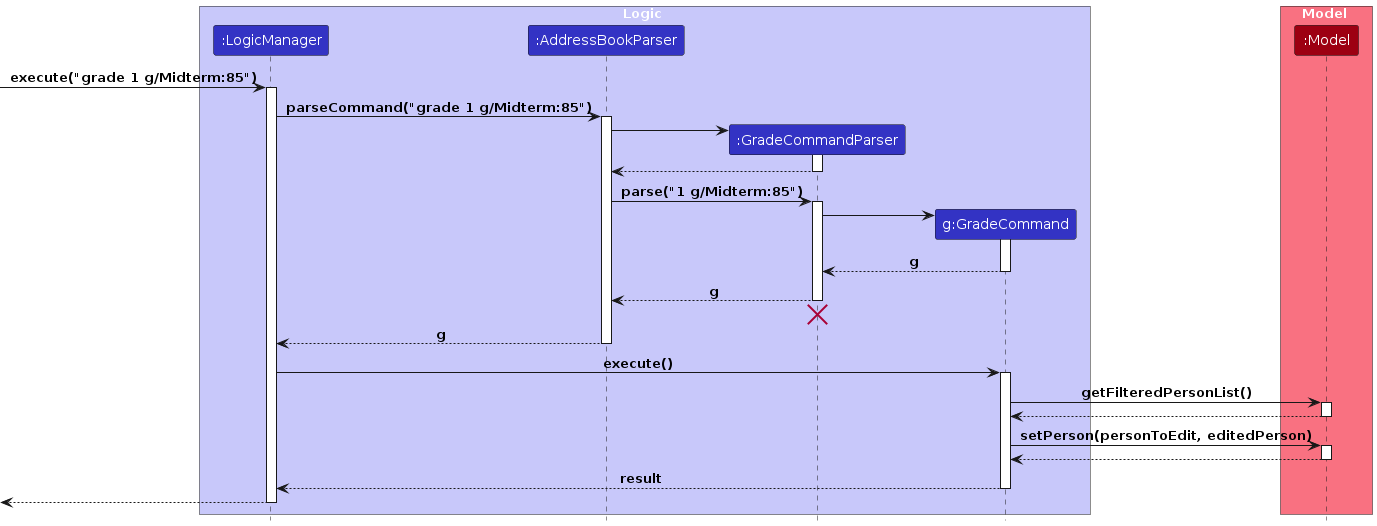 Logic
Model
:LogicManager
:AddressBookParser
:Model
execute("grade 1 g/Midterm:85")
parseCommand("grade 1 g/Midterm:85")
:GradeCommandParser
parse("1 g/Midterm:85")
g:GradeCommand
g
g
g
execute()
getFilteredPersonList()
setPerson(personToEdit, editedPerson)
result